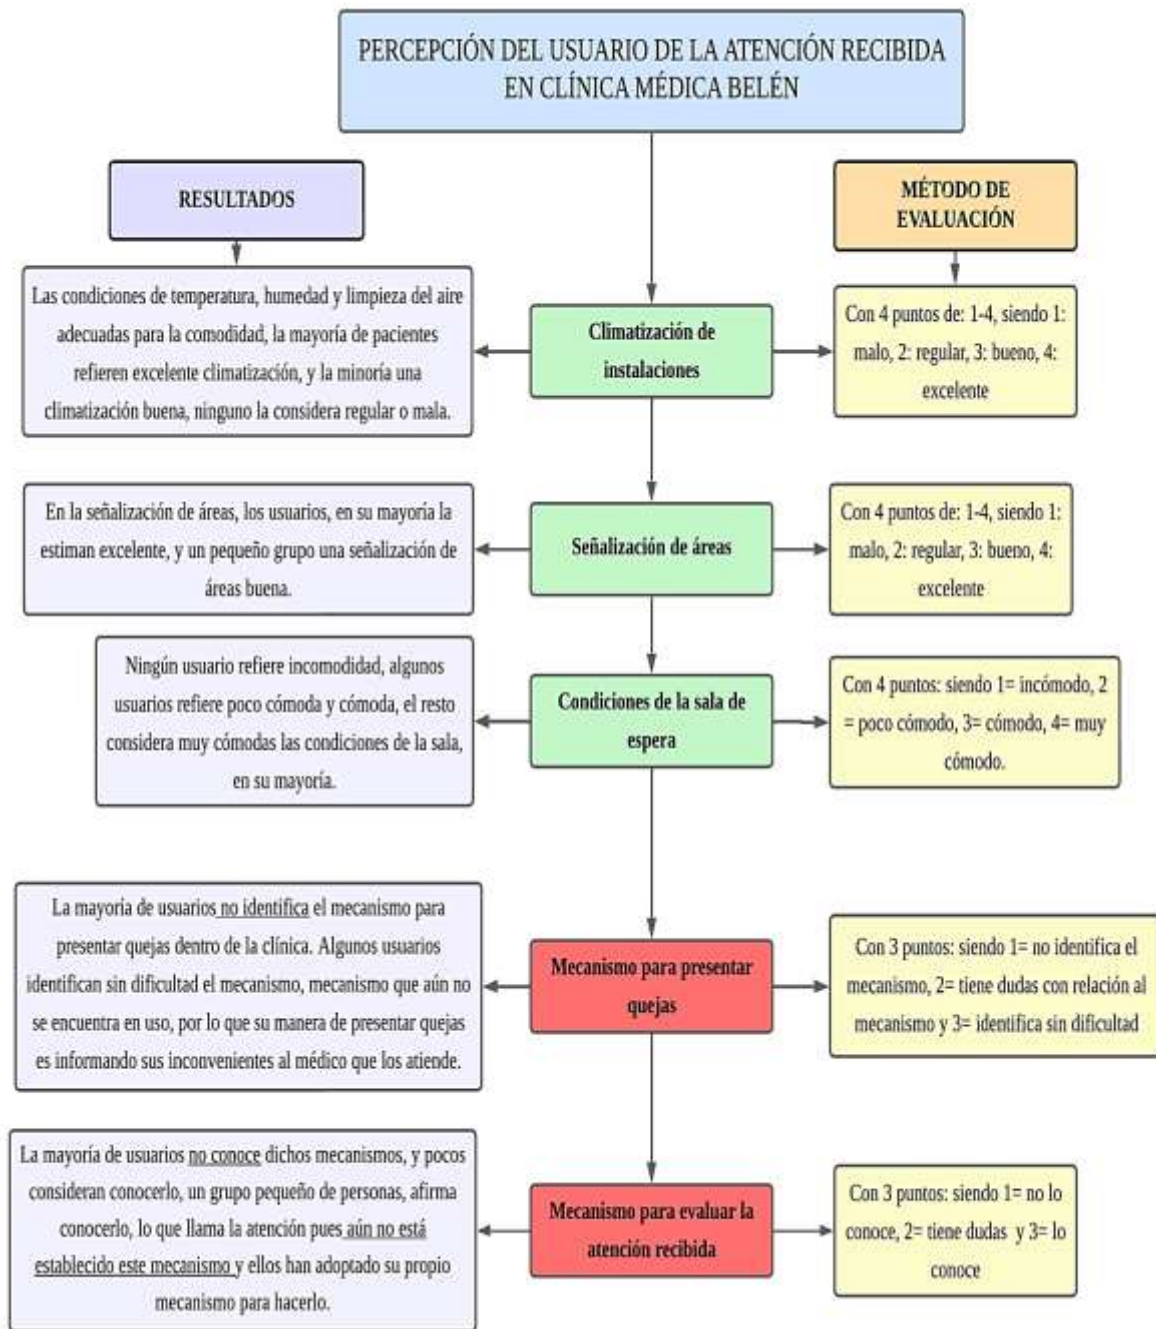 PERCEPCIÓN DEL USUARIO DE LA ATENCIÓN RECIBIDA
EN CLÍNICA MÉDICA BELÉN
RESULTADOS
MÉTODO DE
EVALUACIÓN
Las condiciones de temperatura, humedad y limpieza del aire
adecuadas para la comodidad, la mayoría de pacientes
refieren excelente climatización, y la minoría una
climatización buena, ninguno la considera regular o mala.
Climatización de
instalaciones
Con 4 puntos de: 1-4, siendo 1:
malo, 2: regular, 3: bueno, 4:
excelente
En la señalización de áreas, los usuarios, en su mayoría la
estiman excelente, y un pequeño grupo una señalización de
áreas buena.
Señalización de áreas
Con 4 puntos de: 1-4, siendo 1:
malo, 2: regular, 3: bueno, 4:
excelente
Ningún usuario refiere incomodidad, algunos
usuarios refiere poco cómoda y cómoda, el resto
considera muy cómodas las condiciones de la sala,
en su mayoría.
Condiciones de la sala de
espera
Con 4 puntos: siendo 1= incómodo, 2
= poco cómodo, 3= cómodo, 4= muy
cómodo.
La mayoría de usuarios no identifica el mecanismo para
presentar quejas dentro de la clínica. Algunos usuarios
identifican sin dificultad el mecanismo, mecanismo que aún no
se encuentra en uso, por lo que su manera de presentar quejas
es informando sus inconvenientes al médico que los atiende.
Mecanismo para presentar
quejas
Con 3 puntos: siendo 1= no identifica el
mecanismo, 2= tiene dudas con relación al
mecanismo y 3= identifica sin dificultad
La mayoría de usuarios no conoce dichos mecanismos, y pocos
consideran conocerlo, un grupo pequeño de personas, afirma
conocerlo, lo que llama la atención pues aún no está
establecido este mecanismo y ellos han adoptado su propio
mecanismo para hacerlo.
Mecanismo para evaluar la
atención recibida
Con 3 puntos: siendo 1= no lo
conoce, 2= tiene dudas y 3= lo
conoce